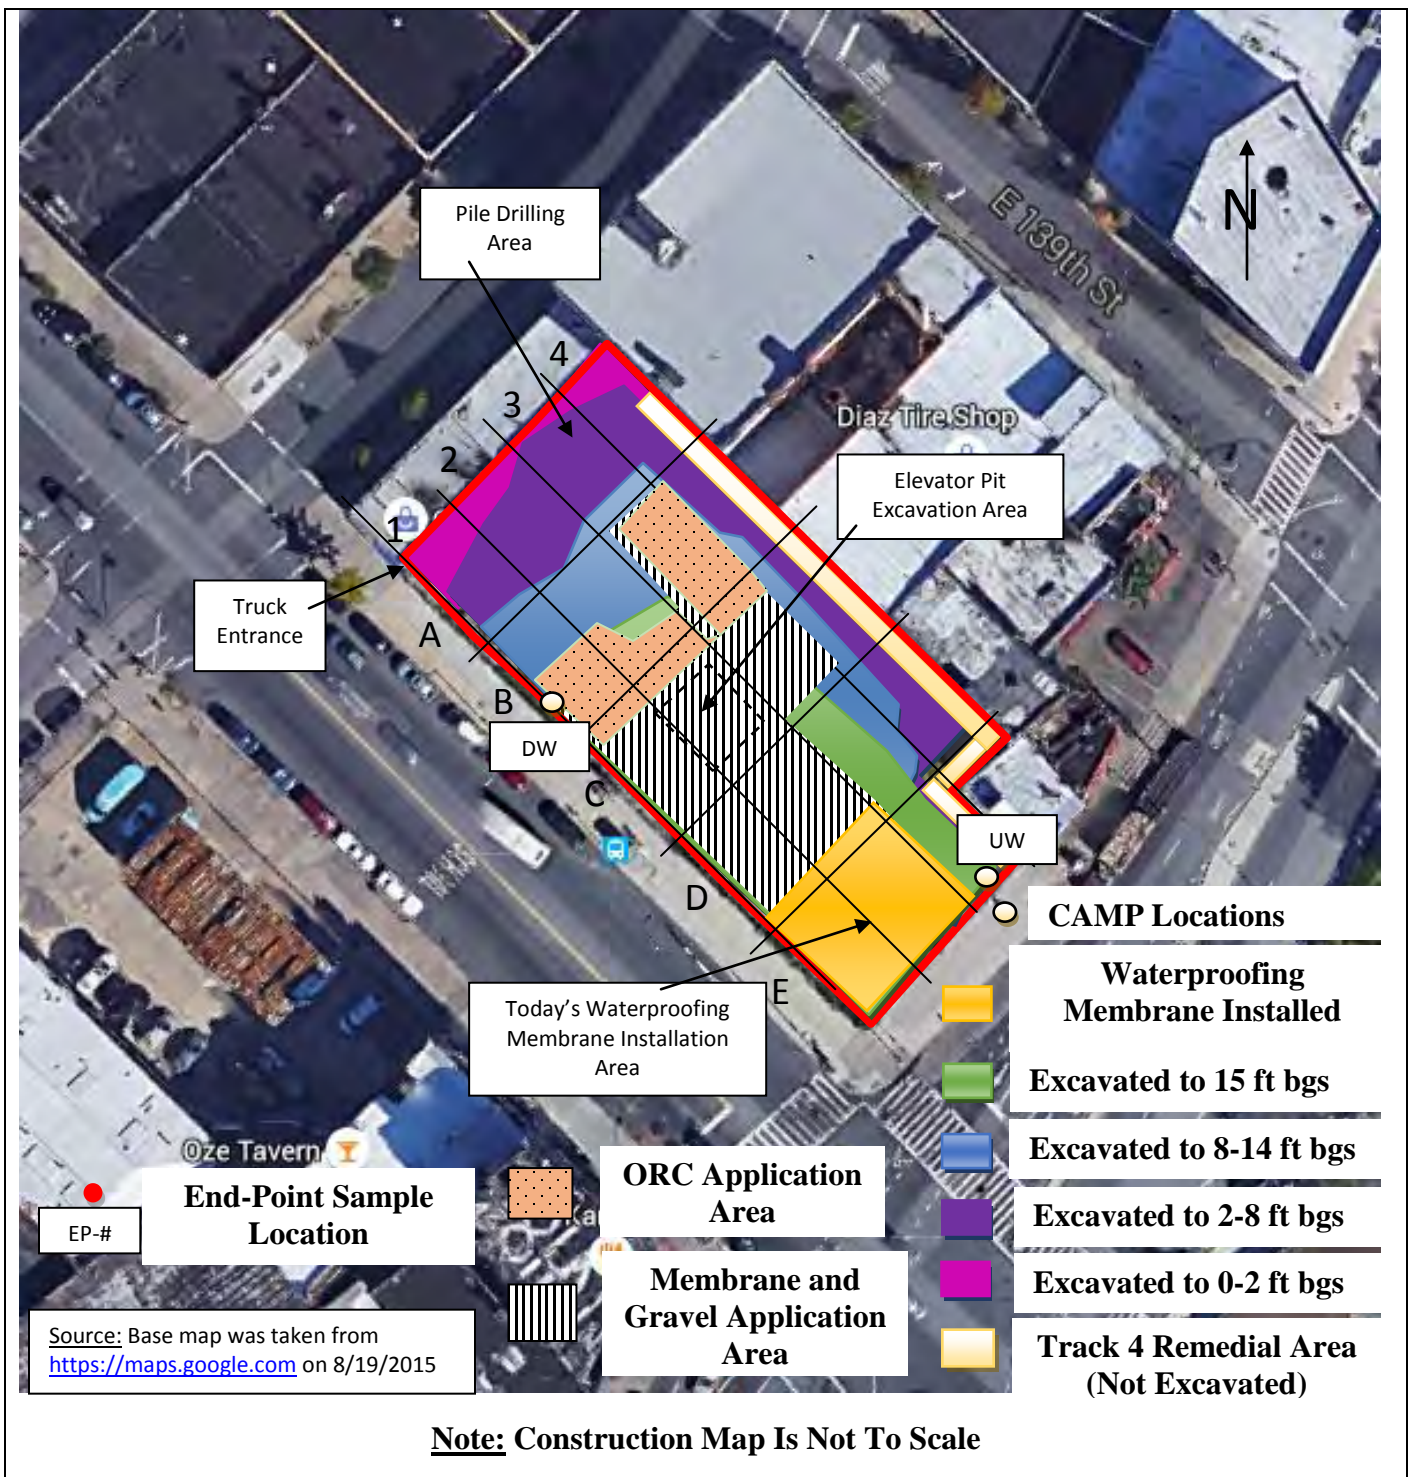 Pile Drilling
Area
N
E 139th St
4
3
2
1
Diaz Tire Shop
Elevator Pit
Excavation Area
Truck
Entrance
A
B
DW
C
D
E
UW
CAMP Locations
Waterproofing
Membrane Installed
Today’s Waterproofing
Membrane Installation
Area
Excavated to 15 ft bgs
Excavated to 8-14 ft bgs
Excavated to 2-8 ft bgs
Excavated to 0-2 ft bgs
Track 4 Remedial Area
(Not Excavated)
Oze Tavern
End-Point Sample
Location
EP-#
ORC Application
Area
Membrane and
Gravel Application
Area
Source: Base map was taken from
https://maps.google.com on 8/19/2015
Note: Construction Map Is Not To Scale